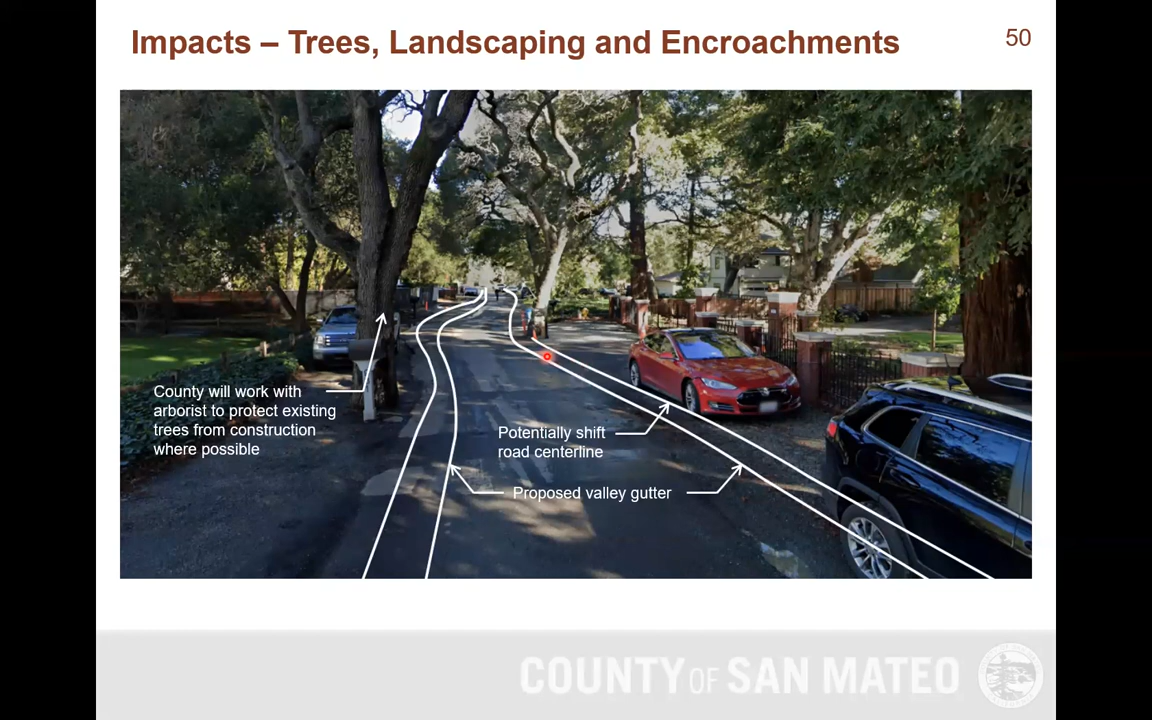 Impacts – Trees, Landscaping and Encroachments
50
County will work with
arborist to protect existing
trees from construction
where possible
Potentially shift
road centerline
Proposed valley gutter
COUNTY OF SAN MATEO